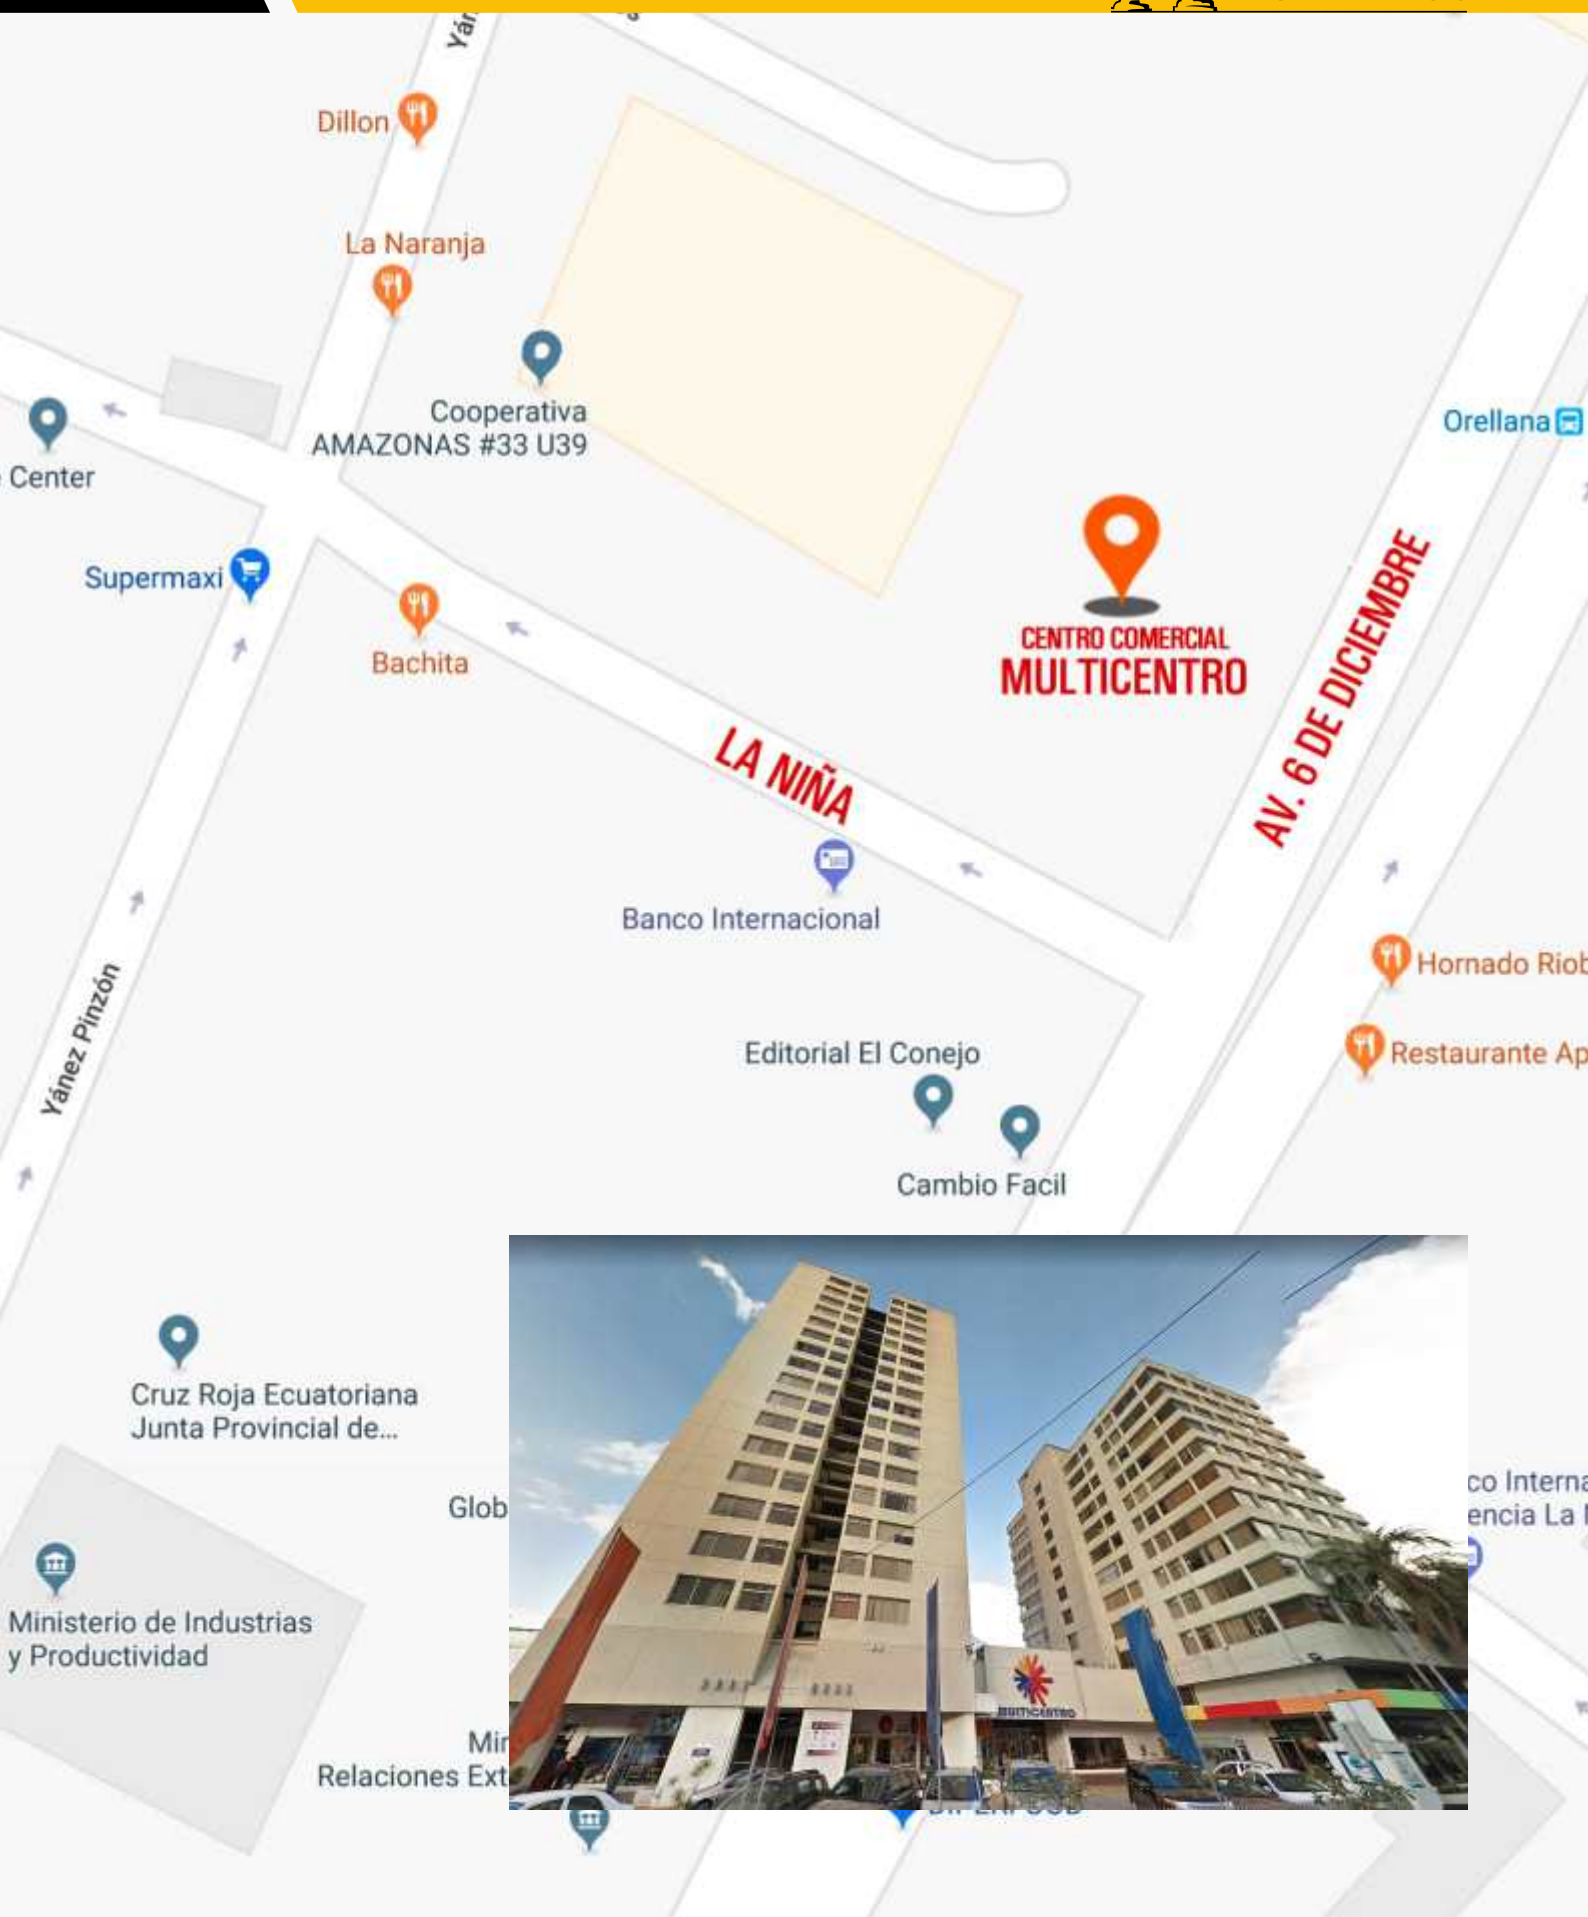 Dillon
La Naranja
Cooperativa
AMAZONAS #33 U39
Orellana
Center
Supermaxi
Bachita
CENTRO COMERCIAL
MULTICENTRO
AV. 6 DE DICIEMBRE
LA NIÑA
Banco Internacional
Hornado Riob
Yánez Pinzón
Editorial El Conejo
Restaurante Ap
Cambio Facil
Cruz Roja Ecuatoriana
Junta Provincial de...
Glob
co Interna
encia La
Ministerio de Industrias
y Productividad
MULTICENTRO
Relaciones Ext